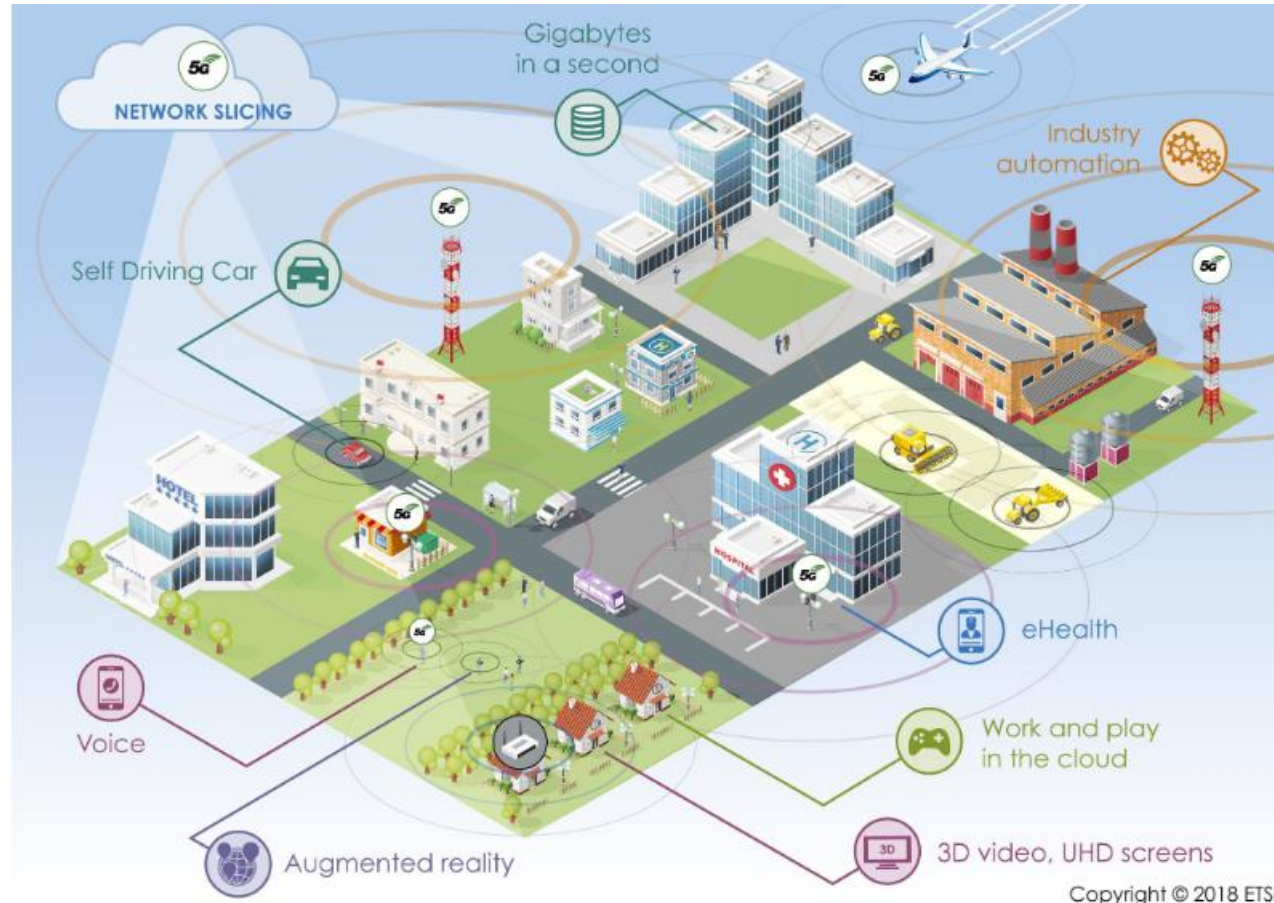 5G
NETWORK SLICING
Gigabytes
in a second
5G
Industry
automation
5G
5G
Self Driving Car
HOTEL
5G
HOSPITAL
5G
5G
eHealth
Voice
Work and play
in the cloud
Augmented reality
3D
3D video, UHD screens
Copyright © 2018 ETS